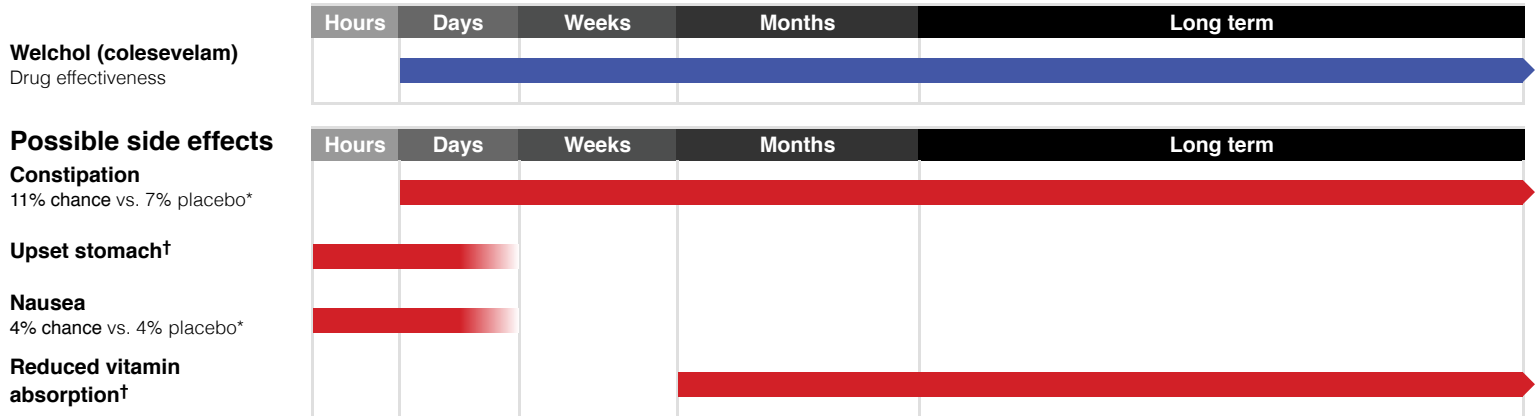 Hours Days Weeks Months Long term
Welchol (colesevelam)
Drug effectiveness
Possible side effects
Hours Days Weeks Months Long term
Constipation
11% chance vs. 7% placebo*
Upset stomach†
Nausea
4% chance vs. 4% placebo*
Reduced vitamin
absorption†